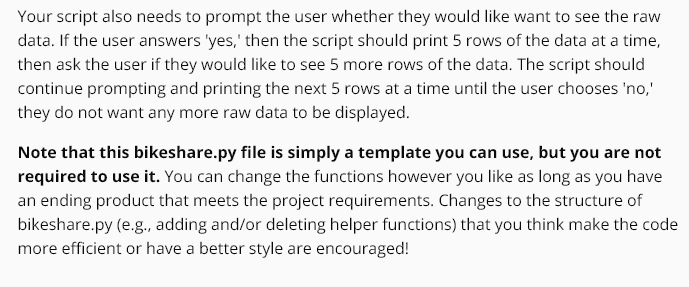 Your script also needs to prompt the user whether they would like want to see the raw
data. If the user answers 'yes,' then the script should print 5 rows of the data at a time,
then ask the user if they would like to see 5 more rows of the data. The script should
continue prompting and printing the next 5 rows at a time until the user chooses 'no,'
they do not want any more raw data to be displayed.
Note that this bikeshare.py file is simply a template you can use, but you are not
required to use it. You can change the functions however you like as long as you have
an ending product that meets the project requirements. Changes to the structure of
bikeshare.py (e.g., adding and/or deleting helper functions) that you think make the code
more efficient or have a better style are encouraged!